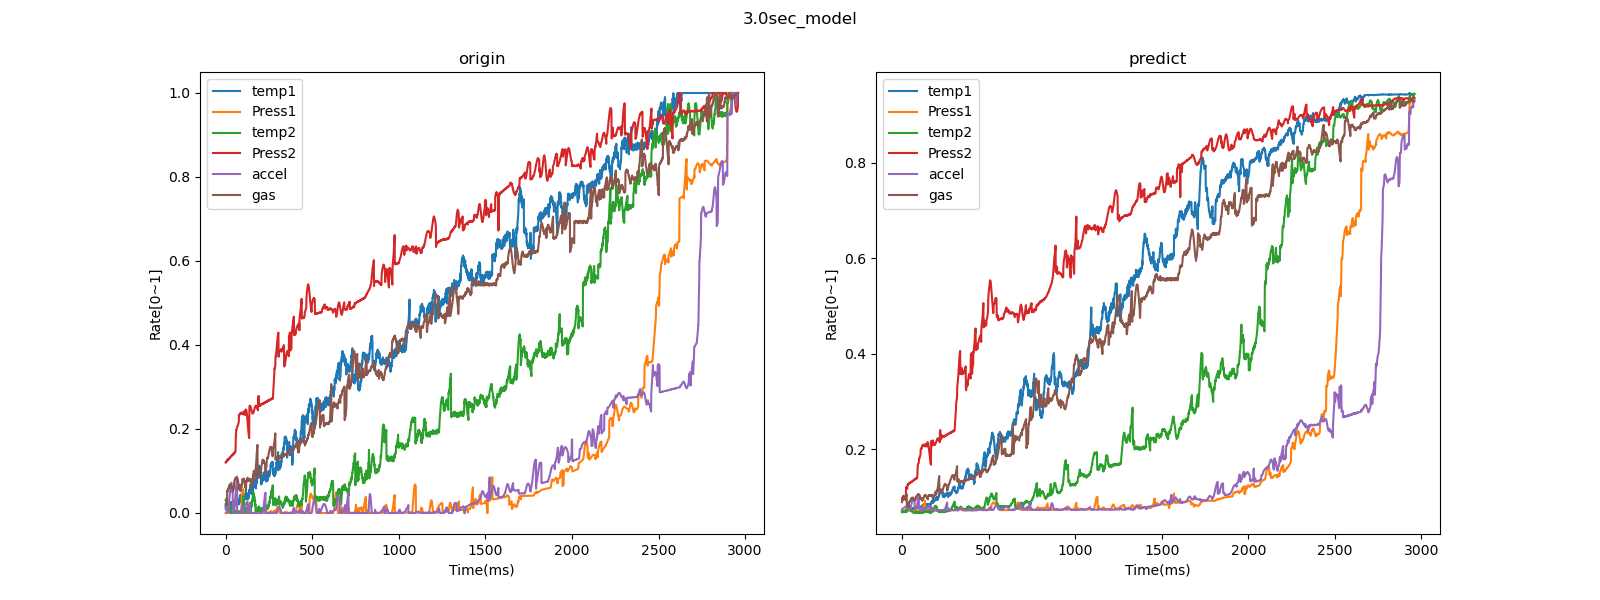 3.0sec_model
origin
temp1
Press1
temp2
Press2
accel
gas
1.0
0.8
0.6
0.4
0.2
0.0
Rate[0~1]
0 500 1000 1500 2000 2500 3000
Time(ms)
predict
temp1
Press1
temp2
Press2
accel
gas
0.8
0.6
0.4
0.2
Rate[0~1]
0 500 1000 1500 2000 2500 3000
Time(ms)